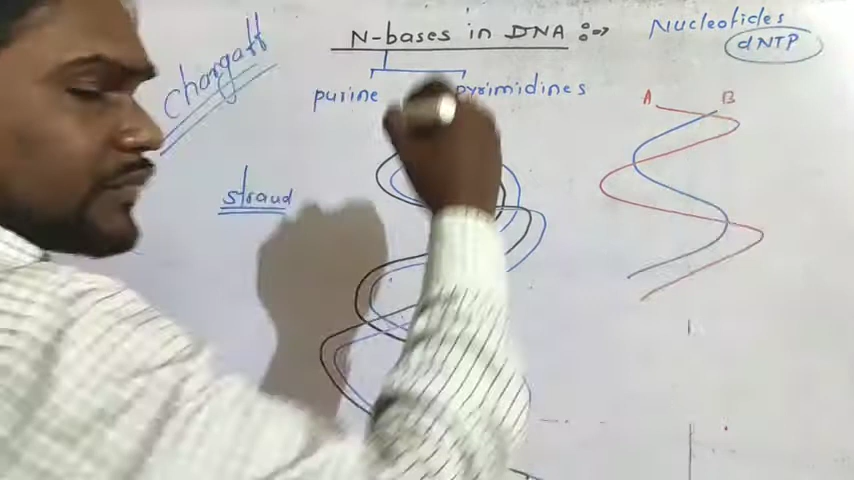 N-bases in DNA
Nucleotides
dNTP
chargaff
purine
pyrimidines
A B
strand